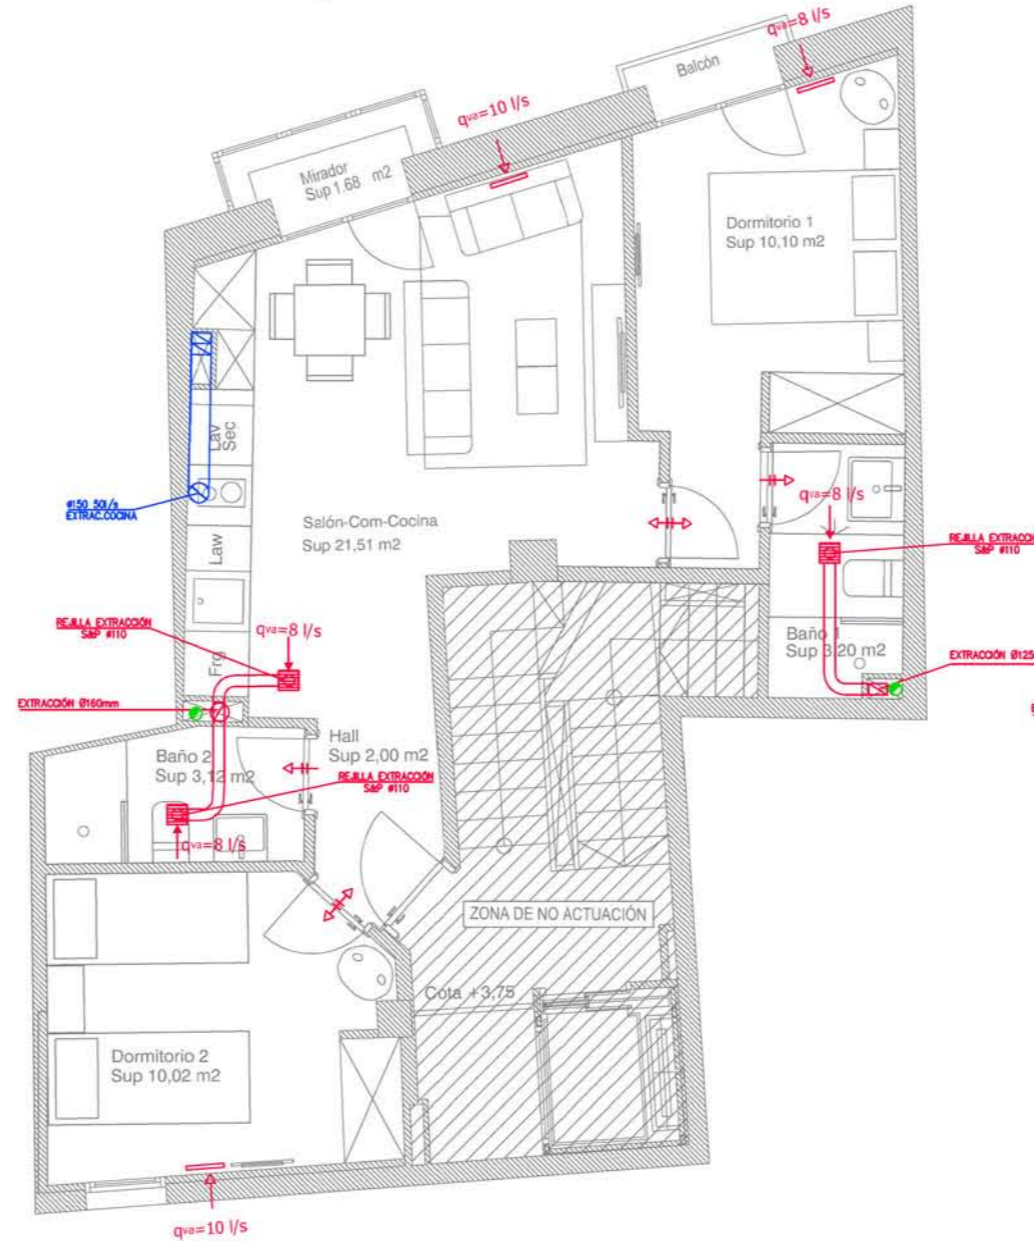 qva=8 l/s
Balcón
qva=10 l/s
Mirador
Sup 1.68 m2
Dormitorio 1
Sup 10,10 m2
Lav
Sec
Ø150 50l/s
EXTRAC.COCINA
Salón-Com-Cocina
Sup 21,51 m2
qva=8 l/s
Law
REJILLA EXTRACCI
S&P Ø110
REJILLA EXTRACCIÓN
S&P Ø110
qva=8 l/s
Baño 1
Sup 3,20 m2
Frg
EXTRACCIÓN Ø125
EXTRACCIÓN Ø160mm
Hall
Sup 2,00 m2
Baño 2
Sup 3,12 m2
REJILLA EXTRACCIÓN
S&P Ø110
qva=8 l/s
ZONA DE NO ACTUACIÓN
Cota +3,75
Dormitorio 2
Sup 10,02 m2
qva=10 l/s